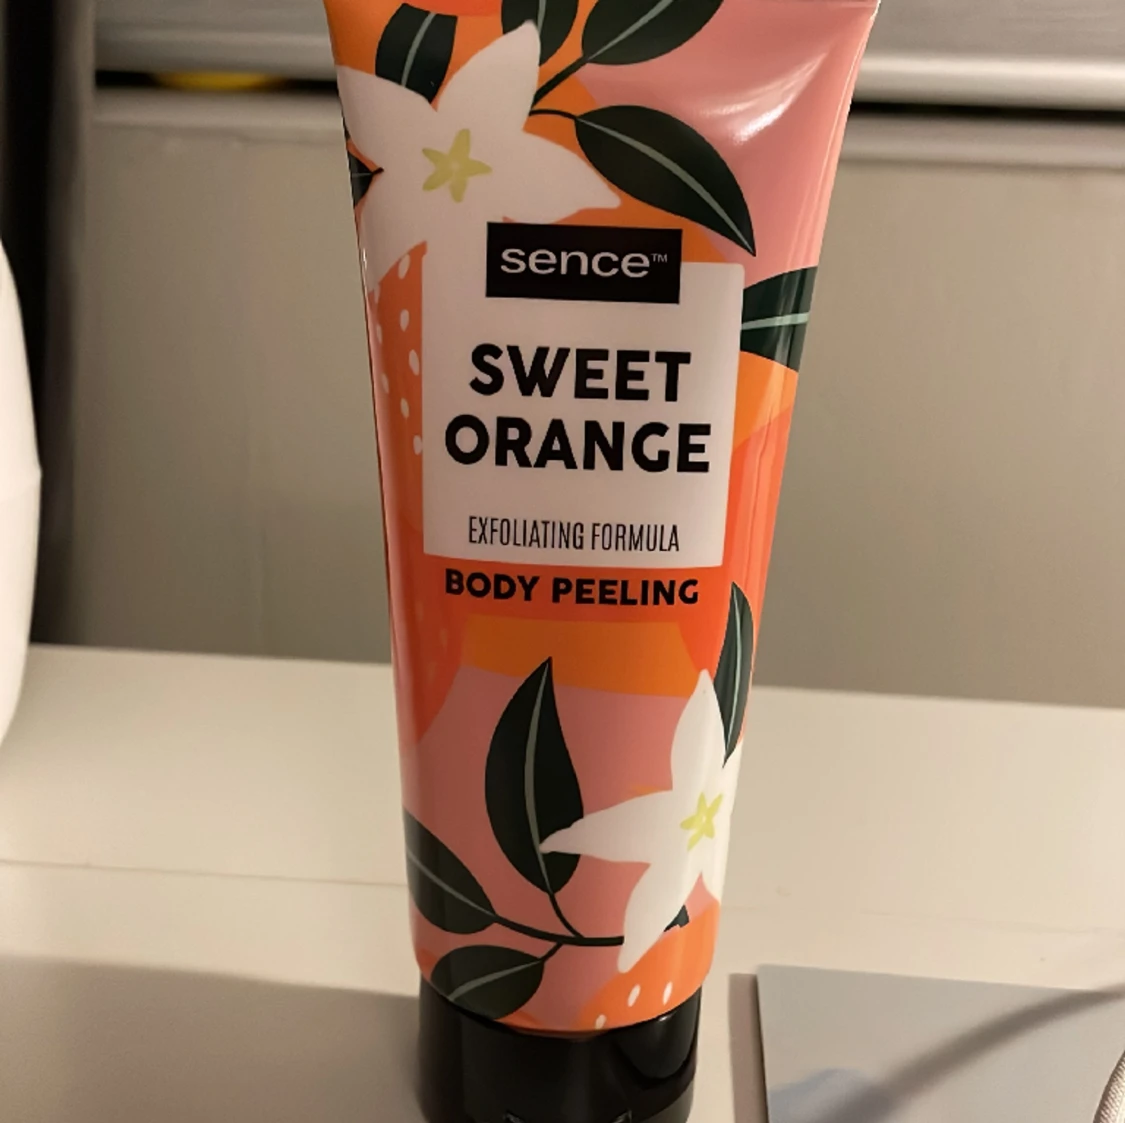 sence™
SWEET
ORANGE
EXFOLIATING FORMULA
BODY PEELING